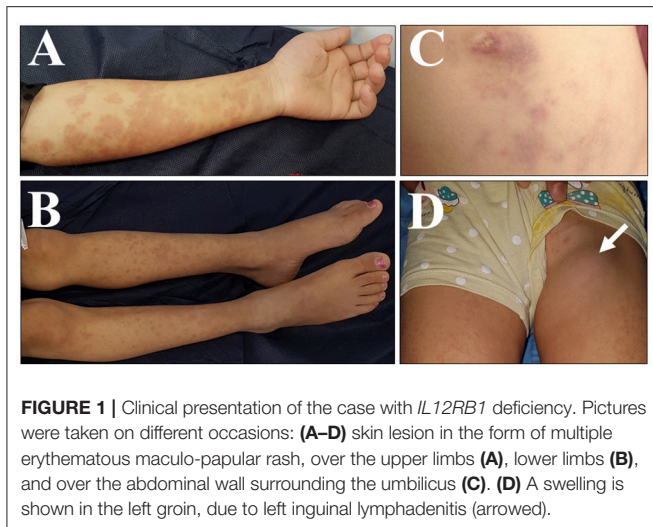 A
C
B
D
FIGURE 1 | Clinical presentation of the case with IL12RB1 deficiency. Pictures
were taken on different occasions: (A–D) skin lesion in the form of multiple
erythematous maculo-papular rash, over the upper limbs (A), lower limbs (B),
and over the abdominal wall surrounding the umbilicus (C). (D) A swelling is
shown in the left groin, due to left inguinal lymphadenitis (arrowed).